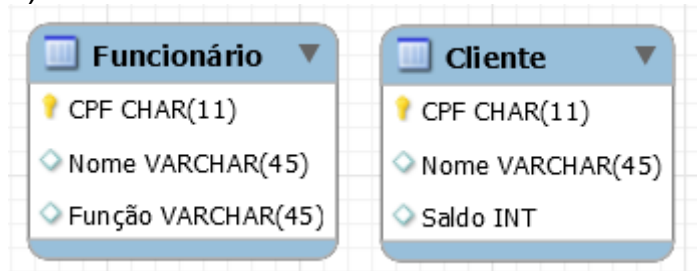 Funcionário
CPF CHAR(11)
Nome VARCHAR(45)
Função VARCHAR(45)
Cliente
CPF CHAR(11)
Nome VARCHAR(45)
Saldo INT